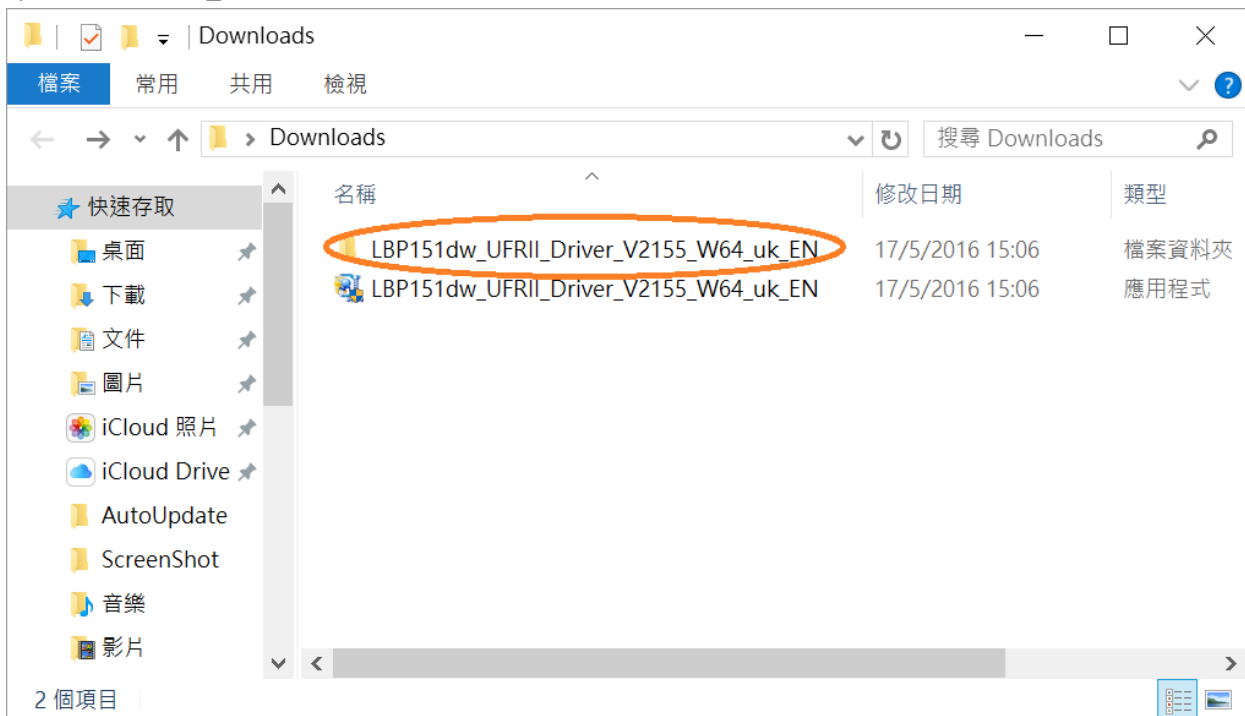 Downloads
檔案 常用 共用 檢視
Downloads 搜尋 Downloads
名稱 修改日期 類型
快速存取
LBP151dw_UFRII_Driver_V2155_W64_uk_EN 17/5/2016 15:06 檔案資料夾
桌面
LBP151dw_UFRII_Driver_V2155_W64_uk_EN 17/5/2016 15:06 應用程式
下載
文件
圖片
iCloud 照片
iCloud Drive
AutoUpdate
ScreenShot
音樂
影片
2 個項目